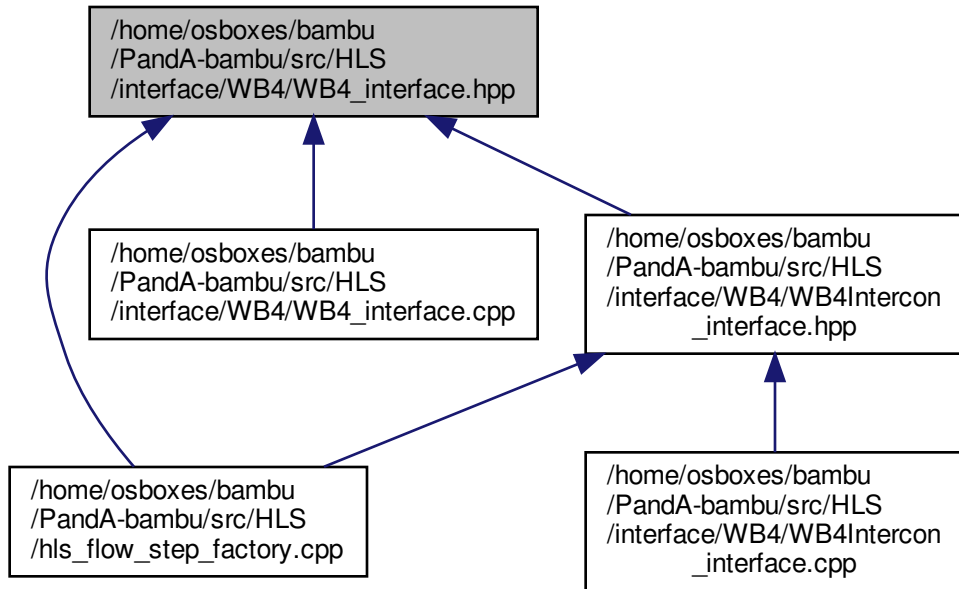 /home/osboxes/bambu
/PandA-bambu/src/HLS
/interface/WB4/WB4_interface.hpp
/home/osboxes/bambu
/PandA-bambu/src/HLS
/interface/WB4/WB4_interface.cpp
/home/osboxes/bambu
/PandA-bambu/src/HLS
/interface/WB4/WB4Intercon
_interface.hpp
/home/osboxes/bambu
/PandA-bambu/src/HLS
/hls_flow_step_factory.cpp
/home/osboxes/bambu
/PandA-bambu/src/HLS
/interface/WB4/WB4Intercon
_interface.cpp